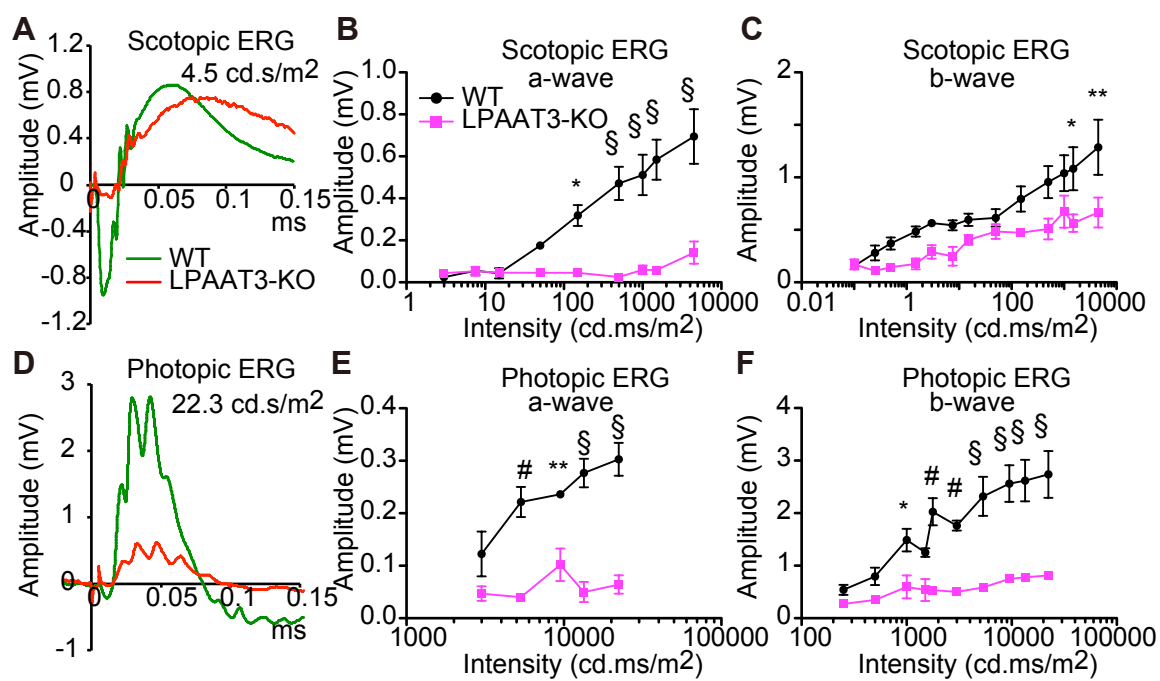 A
Scotopic ERG
4.5 cd.s/m2
Amplitude (mV)
1.2
0.8
0.4
0
-0.4
-0.8
-1.2
0
0.05
0.1
0.15
ms
WT
LPAAT3-KO
B
Scotopic ERG
a-wave
WT
LPAAT3-KO
Amplitude (mV)
1.0
0.8
0.6
0.4
0.2
0.0
* § § § §
1 10 100 1000 10000
Intensity (cd.ms/m2)
C
Scotopic ERG
b-wave
Amplitude (mV)
2
1
0
* **
0.01 1 100 10000
Intensity (cd.ms/m2)
D
Photopic ERG
22.3 cd.s/m2
Amplitude (mV)
3
2
1
0
-1
0
0.05
0.1
0.15
ms
E
Photopic ERG
a-wave
Amplitude (mV)
0.4
0.3
0.2
0.1
0.0
# ** § §
1000 10000 100000
Intensity (cd.ms/m2)
F
Photopic ERG
b-wave
Amplitude (mV)
4
3
2
1
0
* # # § § § §
100 1000 10000 100000
Intensity (cd.ms/m2)